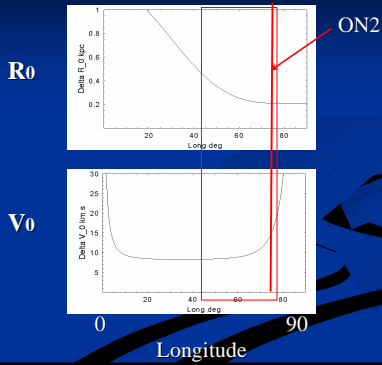 ON2
R0
Delta R_0 kpc
1
0.8
0.6
0.4
0.2
20 40 60 80
Long deg
V0
Delta V_0 km s
30
25
20
15
10
5
20 40 60 80
Long deg
0 90
Longitude